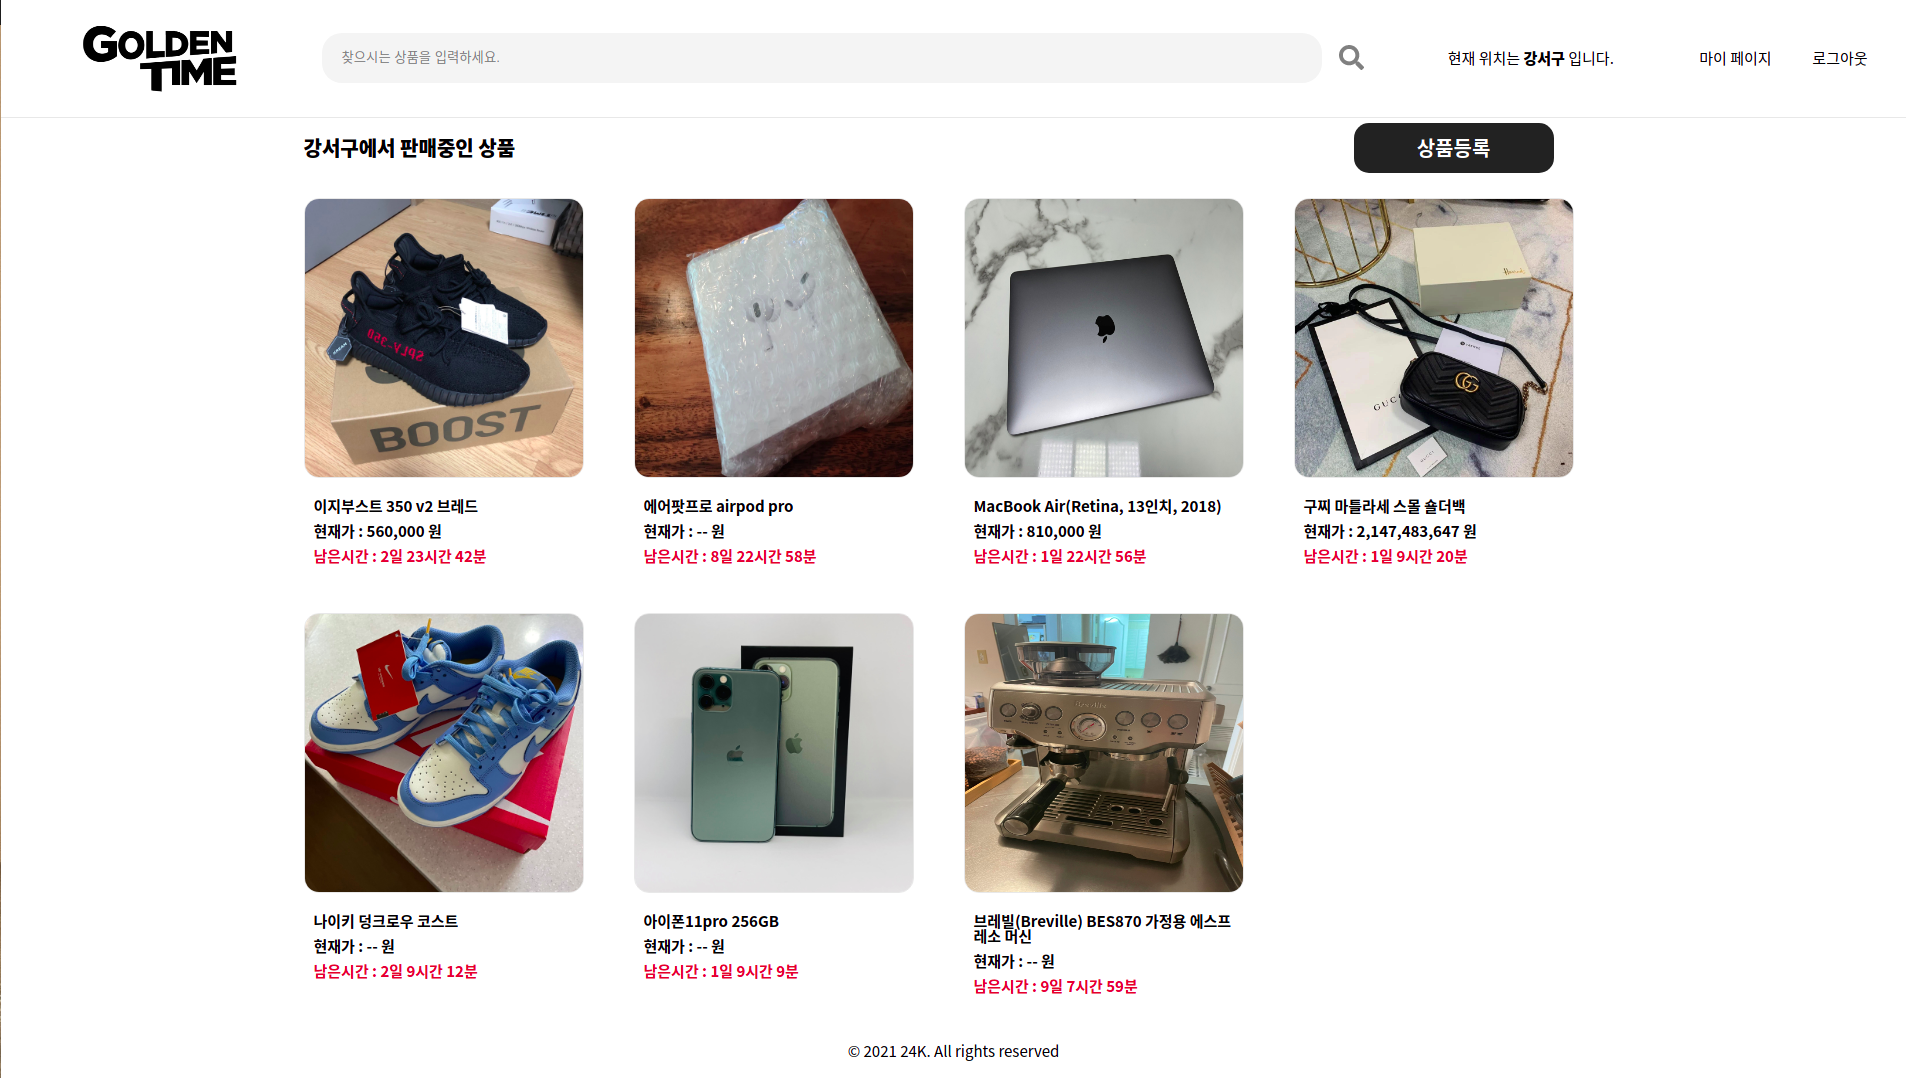 GOLDEN
TIME
찾으시는 상품을 입력하세요.
현재 위치는 강서구 입니다.
마이 페이지
로그아웃
강서구에서 판매중인 상품
상품등록
SPLY-350
BOOST
GUCCI
이지부스트 350 v2 브레드
현재가 : 560,000 원
남은시간 : 2일 23시간 42분
에어팟프로 airpod pro
현재가 : -- 원
남은시간 : 8일 22시간 58분
MacBook Air(Retina, 13인치, 2018)
현재가 : 810,000 원
남은시간 : 1일 22시간 56분
구찌 마틀라세 스몰 숄더백
현재가 : 2,147,483,647 원
남은시간 : 1일 9시간 20분
나이키 덩크로우 코스트
현재가 : -- 원
남은시간 : 2일 9시간 12분
아이폰11pro 256GB
현재가 : -- 원
남은시간 : 1일 9시간 9분
브레빌(Breville) BES870 가정용 에스프
레소 머신
현재가 : -- 원
남은시간 : 9일 7시간 59분
© 2021 24K. All rights reserved